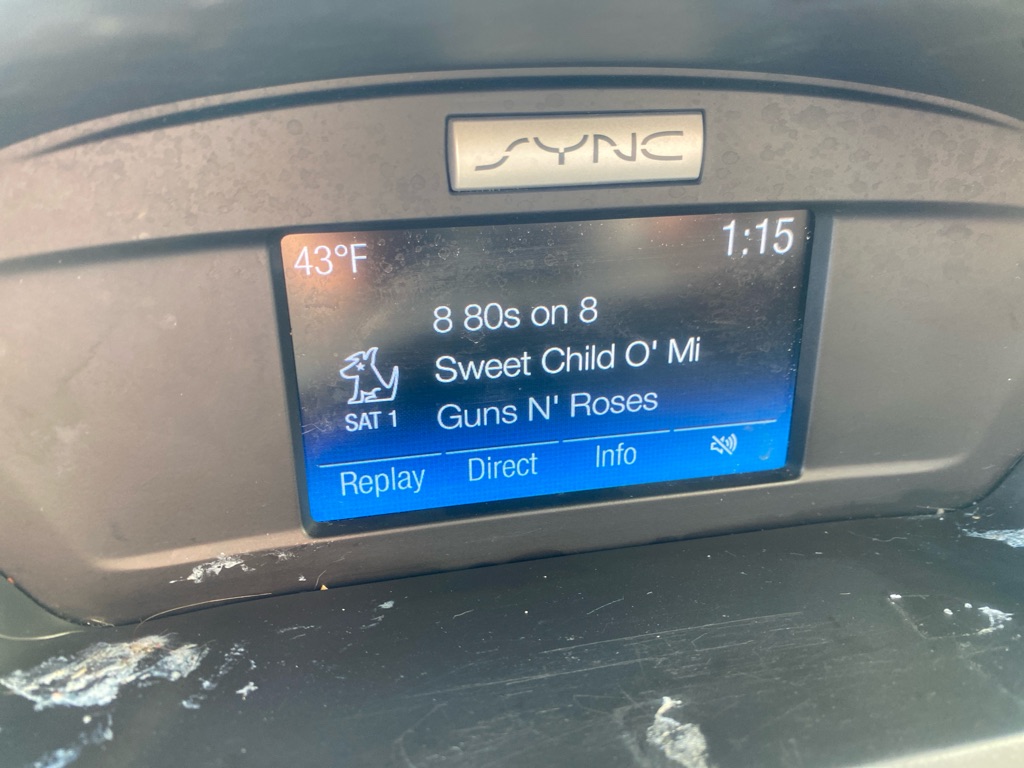 SYNC
43°F
1:15
8 80s on 8
Sweet Child O' Mi
Guns N' Roses
SAT 1
Replay
Direct
Info